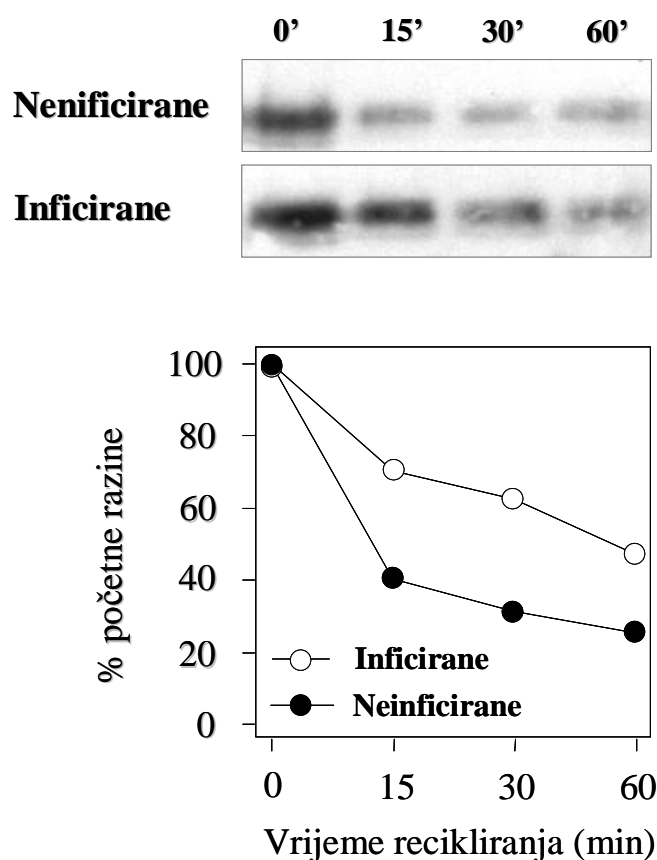 0’ 15’ 30’ 60’
Nenificirane
Inficirane
% početne razine
100
80
60
40
20
0
Inficirane
Neinficirane
0 15 30 60
Vrijeme recikliranja (min)